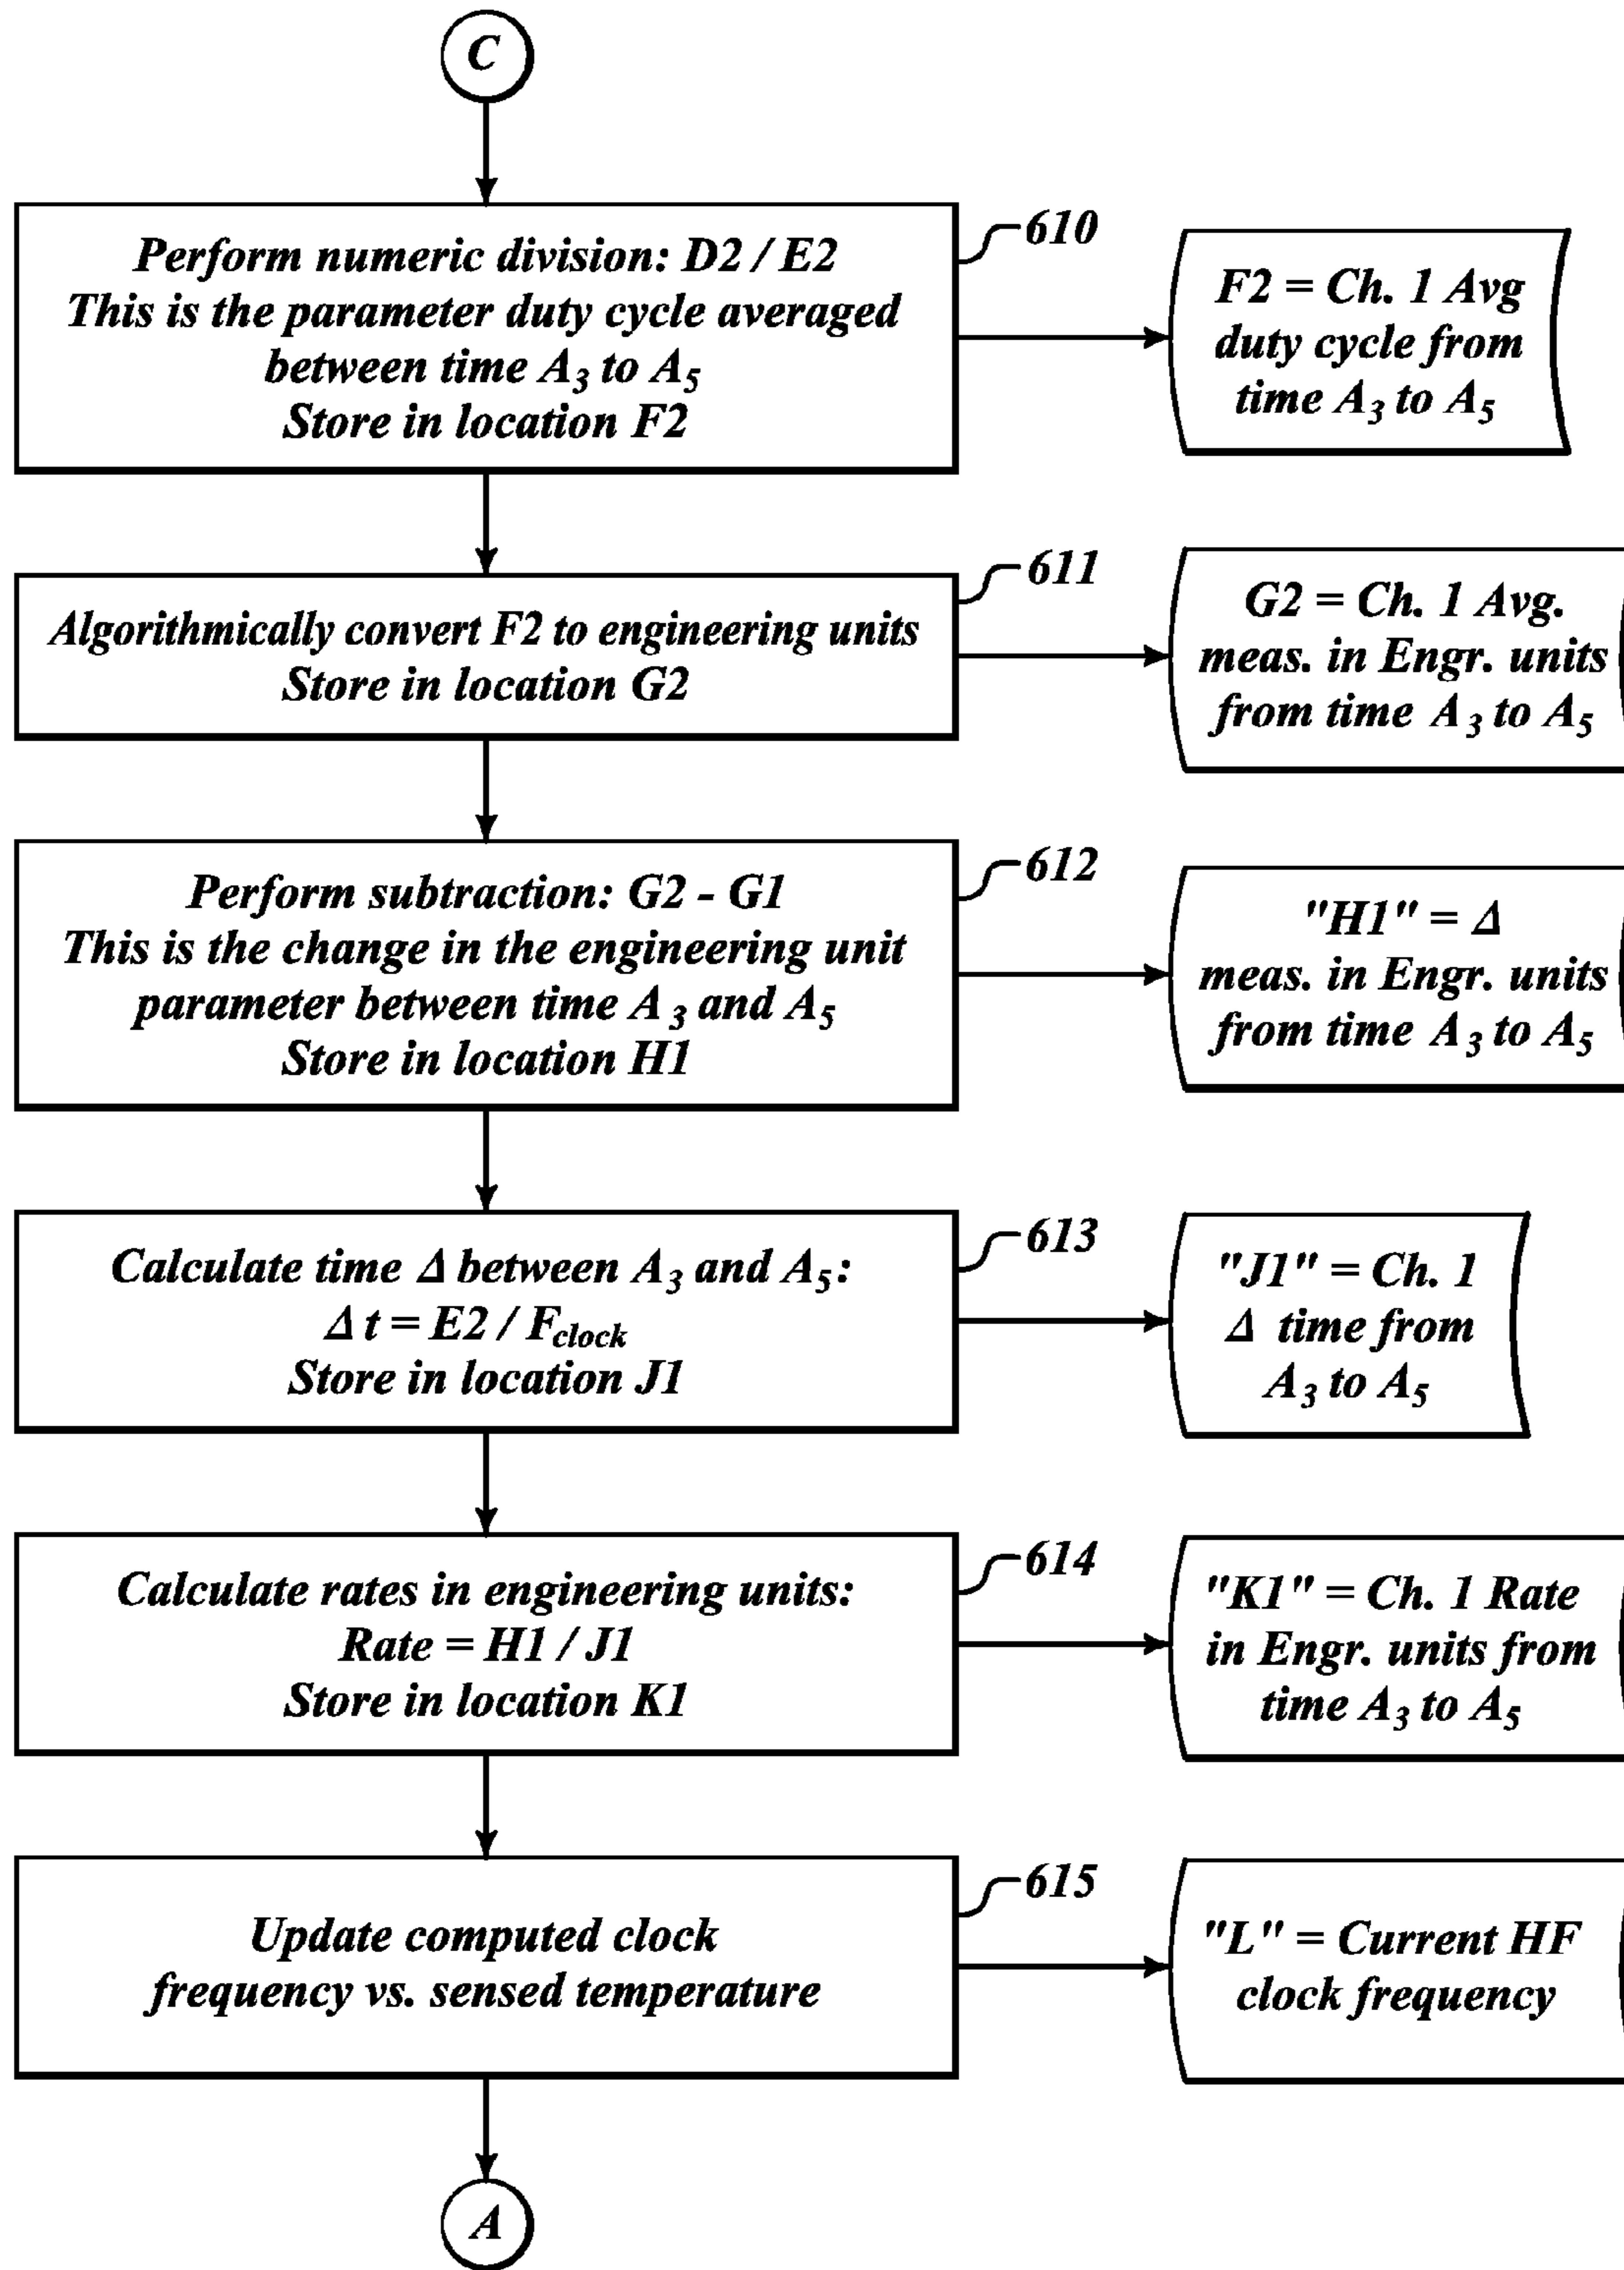 C
Perform numeric division: D2 / E2
This is the parameter duty cycle averaged
between time A3 to A5
Store in location F2
610
F2 = Ch. 1 Avg
duty cycle from
time A3 to A5
Algorithmically convert F2 to engineering units
Store in location G2
611
G2 = Ch. 1 Avg.
meas. in Engr. units
from time A3 to A5
Perform subtraction: G2 - G1
This is the change in the engineering unit
parameter between time A3 and A5
Store in location H1
612
"H1" = Δ
meas. in Engr. units
from time A3 to A5
Calculate time Δ between A3 and A5:
Δ t = E2 / Fclock
Store in location J1
613
"J1" = Ch. 1
Δ time from
A3 to A5
Calculate rates in engineering units:
Rate = H1 / J1
Store in location K1
614
"K1" = Ch. 1 Rate
in Engr. units from
time A3 to A5
Update computed clock
frequency vs. sensed temperature
615
"L" = Current HF
clock frequency
A